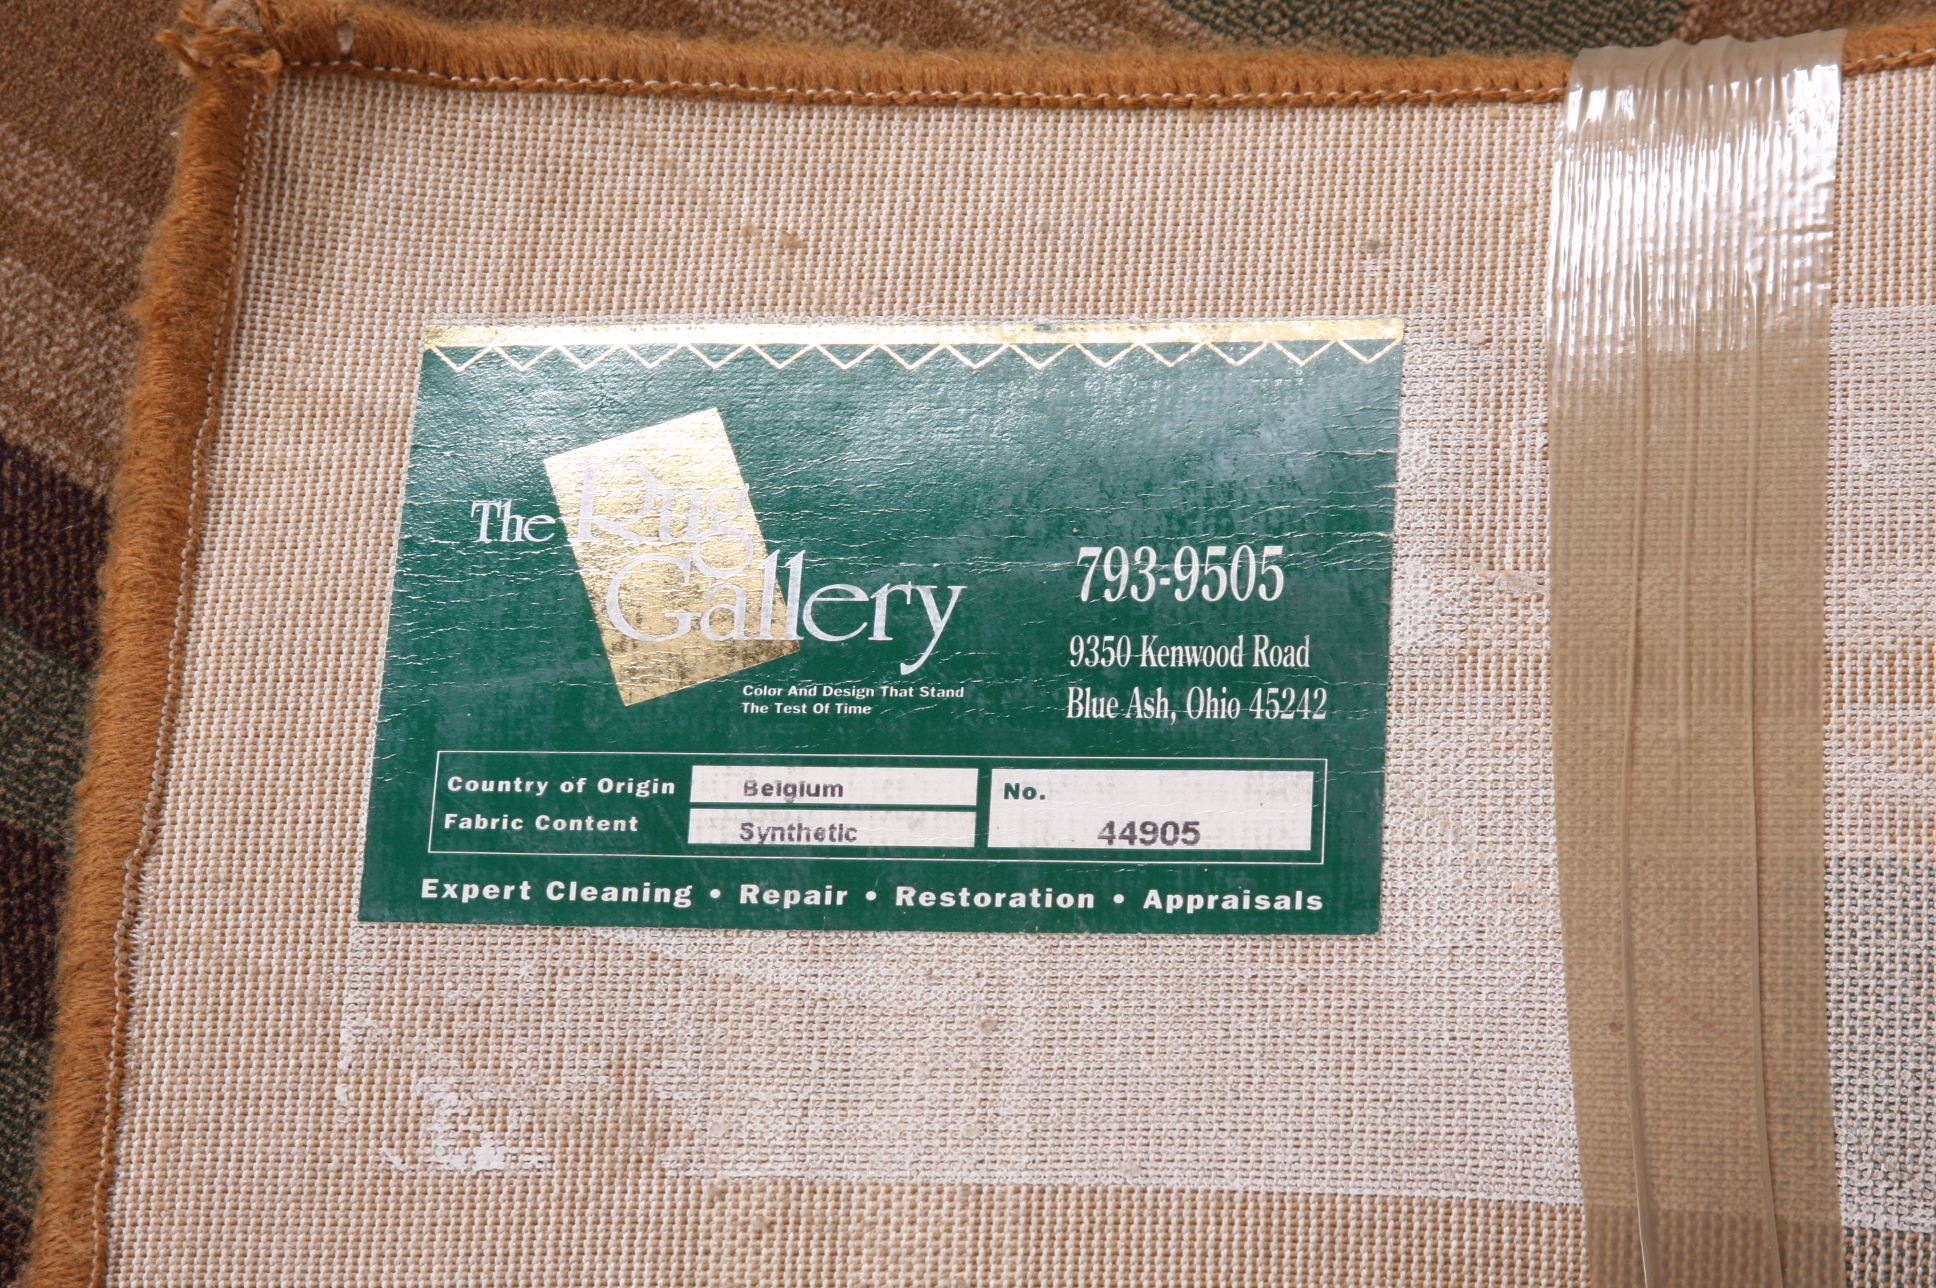 The Rug
Gallery
Color And Design That Stand
The Test Of Time
793-9505
9350 Kenwood Road
Blue Ash, Ohio 45242
Country of Origin Belgium
Fabric Content Synthetic
No.
44905
Expert Cleaning • Repair • Restoration • Appraisals